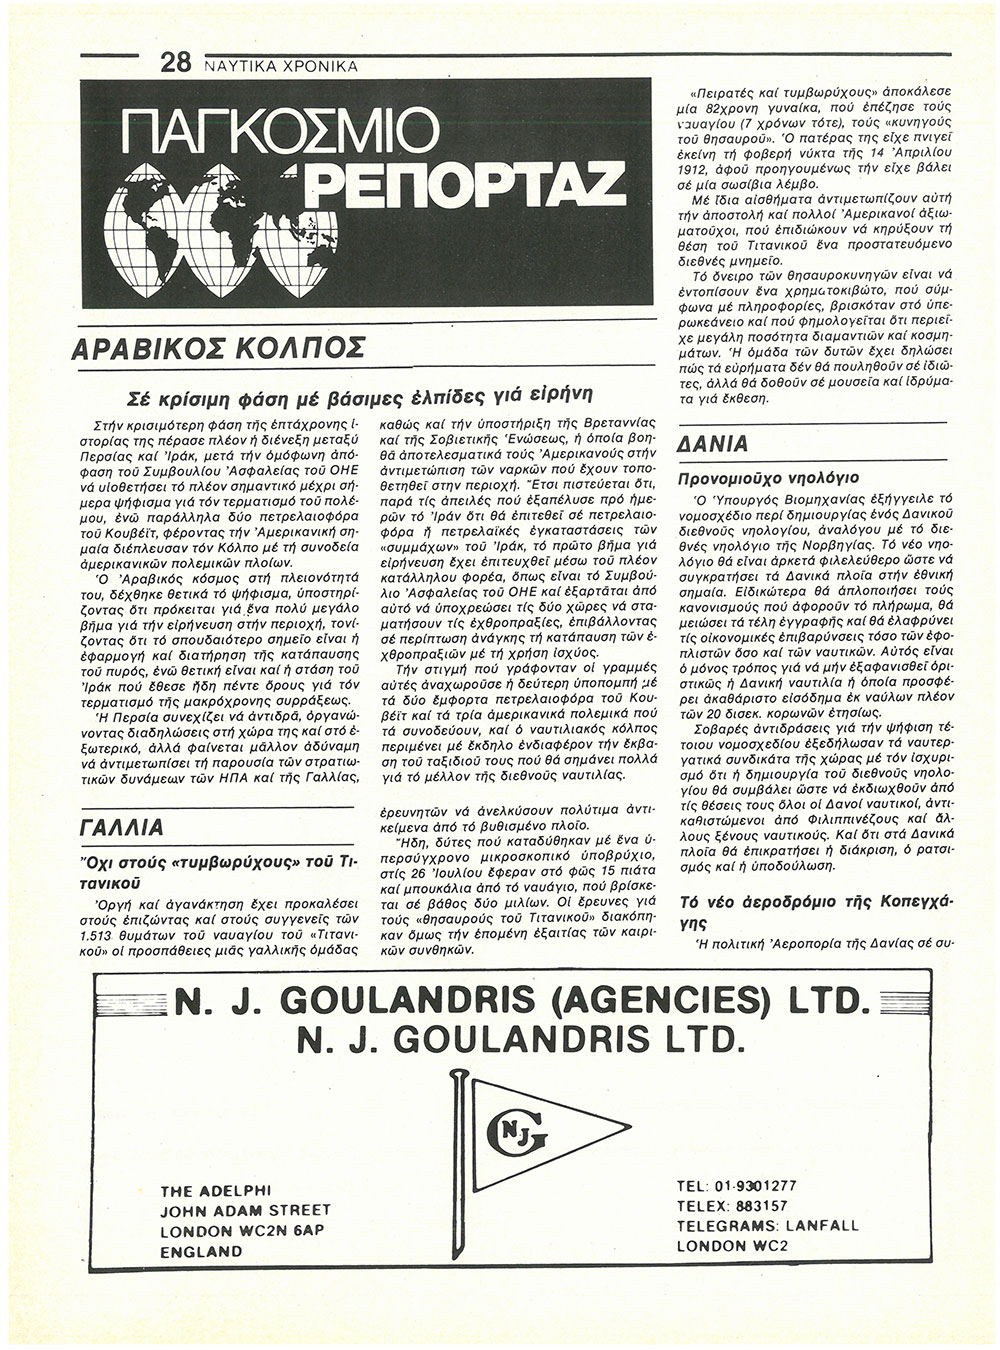 28 ΝΑΥΤΙΚΑ ΧΡΟΝΙΚΑ
ΠΑΓΚΟΣΜΙΟ
ΡΕΠΟΡΤΑΖ
ΑΡΑΒΙΚΟΣ ΚΟΛΠΟΣ
Σέ κρίσιμη φάση μέ βάσιμες ἐλπίδες γιά εἰρήνη
Στήν κρισιμότερη φάση τῆς ἑπτάχρονης ἱ-
στορίας της πέρασε πλέον ἡ διένεξη μεταξύ
Περσίας καί Ἰράκ, μετά τήν ὁμόφωνη ἀπό-
φαση τοῦ Συμβουλίου Ἀσφαλείας τοῦ ΟΗΕ
νά υἱοθετήσει τό πλέον σημαντικό μέχρι σή-
μερα ψήφισμα γιά τόν τερματισμό τοῦ πολέ-
μου, ἐνῶ παράλληλα δύο πετρελαιοφόρα
τοῦ Κουβέϊτ, φέροντας τήν Ἀμερικανική ση-
μαία διέπλευσαν τόν Κόλπο μέ τή συνοδεία
ἀμερικανικῶν πολεμικῶν πλοίων.
Ὁ Ἀραβικός κόσμος στή πλειονότητά
του, δέχθηκε θετικά τό ψήφισμα, ὑποστηρί-
ζοντας ὅτι πρόκειται γιά ἕνα πολύ μεγάλο
βῆμα γιά τήν εἰρήνευση στήν περιοχή, τονί-
ζοντας ὅτι τό σπουδαιότερο σημεῖο εἶναι ἡ
ἐφαρμογή καί διατήρηση τῆς κατάπαυσης
τοῦ πυρός, ἐνῶ θετική εἶναι καί ἡ στάση τοῦ
Ἰράκ πού ἔθεσε ἤδη πέντε ὅρους γιά τόν
τερματισμό τῆς μακρόχρονης συρράξεως.
Ἡ Περσία συνεχίζει νά ἀντιδρᾶ, ὀργανώ-
νοντας διαδηλώσεις στή χώρα της καί στό ἐ-
ξωτερικό, ἀλλά φαίνεται μᾶλλον ἀδύναμη
νά ἀντιμετωπίσει τή παρουσία τῶν στρατιω-
τικῶν δυνάμεων τῶν ΗΠΑ καί τῆς Γαλλίας,
καθώς καί τήν ὑποστήριξη τῆς Βρεταννίας
καί τῆς Σοβιετικῆς Ἑνώσεως, ἡ ὁποία βοη-
θᾶ ἀποτελεσματικά τούς Ἀμερικανούς στήν
ἀντιμετώπιση τῶν ναρκῶν πού ἔχουν τοπο-
θετηθεῖ στήν περιοχή. Ἔτσι πιστεύεται ὅτι,
παρά τίς ἀπειλές πού ἐξαπέλυσε πρό ἡμε-
ρῶν τό Ἰράν ὅτι θά ἐπιτεθεῖ σέ πετρελαιο-
φόρα ἤ πετρελαϊκές ἐγκαταστάσεις τῶν
«συμμάχων» τοῦ Ἰράκ, τό πρῶτο βῆμα γιά
εἰρήνευση ἔχει ἐπιτευχθεῖ μέσω τοῦ πλέον
κατάλληλου φορέα, ὅπως εἶναι τό Συμβού-
λιο Ἀσφαλείας τοῦ ΟΗΕ καί ἐξαρτᾶται ἀπό
αὐτό νά ὑποχρεώσει τίς δύο χῶρες νά στα-
ματήσουν τίς ἐχθροπραξίες, ἐπιβάλλοντας
σέ περίπτωση ἀνάγκης τή κατάπαυση τῶν ἐ-
χθροπραξιῶν μέ τή χρήση ἰσχύος.
Τήν στιγμή πού γράφονταν οἱ γραμμές
αὐτές ἀναχωροῦσε ἡ δεύτερη ὑποπομπή μέ
τά δύο ἔμφορτα πετρελαιοφόρα τοῦ Κου-
βέϊτ καί τά τρία ἀμερικανικά πολεμικά πού
τά συνοδεύουν, καί ὁ ναυτιλιακός κόλπος
περιμένει μέ ἔκδηλο ἐνδιαφέρον τήν ἔκβα-
ση τοῦ ταξιδιοῦ τους πού θά σημάνει πολλά
γιά τό μέλλον τῆς διεθνοῦς ναυτιλίας.
ΓΑΛΛΙΑ
Ὄχι στούς «τυμβωρύχους» τοῦ Τι-
τανικοῦ
Ὀργή καί ἀγανάκτηση ἔχει προκαλέσει
στούς ἐπιζώντας καί στούς συγγενεῖς τῶν
1.513 θυμάτων τοῦ ναυαγίου τοῦ «Τιτανι-
κοῦ» οἱ προσπάθειες μιᾶς γαλλικῆς ὁμάδας
ἐρευνητῶν νά ἀνελκύσουν πολύτιμα ἀντι-
κείμενα ἀπό τό βυθισμένο πλοῖο.
Ἤδη, δύτες πού καταδύθηκαν μέ ἕνα ὑ-
περσύγχρονο μικροσκοπικό ὑποβρύχιο,
στίς 26 Ἰουλίου ἔφεραν στό φῶς 15 πιάτα
καί μπουκάλια ἀπό τό ναυάγιο, πού βρίσκε-
ται σέ βάθος δύο μιλίων. Οἱ ἔρευνες γιά
τούς «θησαυρούς τοῦ Τιτανικοῦ» διακόπη-
καν ὅμως τήν ἑπομένη ἐξαιτίας τῶν καιρι-
κῶν συνθηκῶν.
«Πειρατές καί τυμβωρύχους» ἀποκάλεσε
μία 82χρονη γυναίκα, πού ἐπέζησε τοῦς
ναυαγίου (7 χρόνων τότε), τούς «κυνηγούς
τοῦ θησαυροῦ». Ὁ πατέρας της εἶχε πνιγεῖ
ἐκείνη τή φοβερή νύκτα τῆς 14 Ἀπριλίου
1912, ἀφοῦ προηγουμένως τήν εἶχε βάλει
σέ μία σωσίβια λέμβο.
Μέ ἴδια αἰσθήματα ἀντιμετωπίζουν αὐτή
τήν ἀποστολή καί πολλοί Ἀμερικανοί ἀξιω-
ματοῦχοι, πού ἐπιδιώκουν νά κηρύξουν τή
θέση τοῦ Τιτανικοῦ ἕνα προστατευόμενο
διεθνές μνημεῖο.
Τό ὄνειρο τῶν θησαυροκυνηγῶν εἶναι νά
ἐντοπίσουν ἕνα χρηματοκιβώτο, πού σύμ-
φωνα μέ πληροφορίες, βρισκόταν στό ὑπε-
ρωκεάνειο καί πού φημολογεῖται ὅτι περιεῖ-
χε μεγάλη ποσότητα διαμαντιῶν καί κοσμη-
μάτων. Ἡ ὁμάδα τῶν δυτῶν ἔχει δηλώσει
πώς τά εὑρήματα δέν θά πουληθοῦν σέ ἰδιῶ-
τες, ἀλλά θά δοθοῦν σέ μουσεῖα καί ἱδρύμα-
τα γιά ἔκθεση.
ΔΑΝΙΑ
Προνομιοῦχο νηολόγιο
Ὁ Ὑπουργός Βιομηχανίας ἐξήγγειλε τό
νομοσχέδιο περί δημιουργίας ἑνός Δανικοῦ
διεθνοῦς νηολογίου, ἀναλόγου μέ τό διε-
θνές νηολόγιο τῆς Νορβηγίας. Τό νέο νηο-
λόγιο θά εἶναι ἀρκετά φιλελεύθερο ὥστε νά
συγκρατήσει τά Δανικά πλοῖα στήν ἐθνική
σημαία. Εἰδικώτερα θά ἁπλοποιήσει τούς
κανονισμούς πού ἀφοροῦν τό πλήρωμα, θά
μειώσει τά τέλη ἐγγραφῆς καί θά ἐλαφρύνει
τίς οἰκονομικές ἐπιβαρύνσεις τόσο τῶν ἐφο-
πλιστῶν ὅσο καί τῶν ναυτικῶν. Αὐτός εἶναι
ὁ μόνος τρόπος γιά νά μήν ἐξαφανισθεῖ ὁρι-
στικῶς ἡ Δανική ναυτιλία ἡ ὁποία προσφέ-
ρει ἀκαθάριστο εἰσόδημα ἐκ ναύλων πλέον
τῶν 20 δισεκ. κορωνῶν ἐτησίως.
Σοβαρές ἀντιδράσεις γιά τήν ψήφιση τέ-
τοιου νομοσχεδίου ἐξεδήλωσαν τά ναυτερ-
γατικά συνδικάτα τῆς χώρας μέ τόν ἰσχυρι-
σμό ὅτι ἡ δημιουργία τοῦ διεθνοῦς νηολο-
γίου θά συμβάλει ὥστε νά ἐκδιωχθοῦν ἀπό
τίς θέσεις τους ὅλοι οἱ Δανοί ναυτικοί, ἀντι-
καθιστώμενοι ἀπό Φιλιππινέζους καί ἄλ-
λους ξένους ναυτικούς. Καί ὅτι στά Δανικά
πλοῖα θά ἐπικρατήσει ἡ διάκριση, ὁ ρατσι-
σμός καί ἡ ὑποδούλωση.
Τό νέο ἀεροδρόμιο τῆς Κοπεγχά-
γης
Ἡ πολιτική Ἀεροπορία τῆς Δανίας σέ συ-
N. J. GOULANDRIS (AGENCIES) LTD.
N. J. GOULANDRIS LTD.
NJG
THE ADELPHI
JOHN ADAM STREET
LONDON WC2N 6AP
ENGLAND
TEL: 01-9301277
TELEX: 883157
TELEGRAMS: LANFALL
LONDON WC2